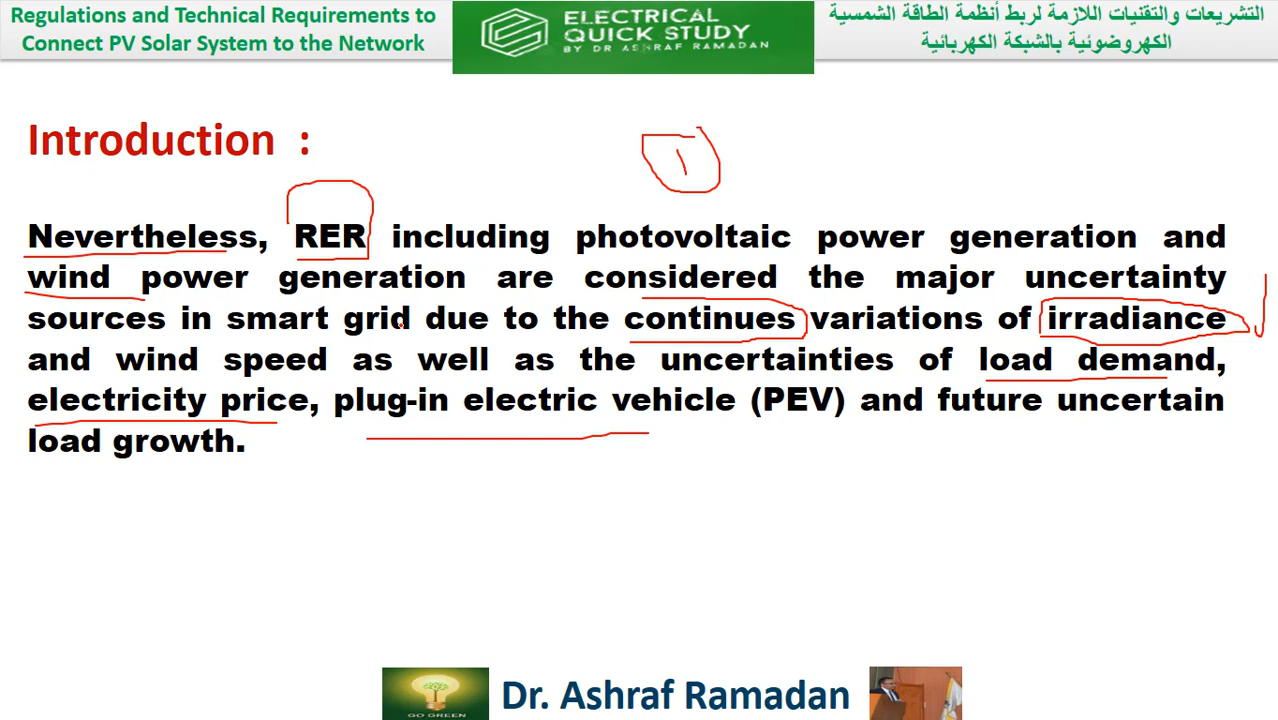 Regulations and Technical Requirements to
Connect PV Solar System to the Network
ELECTRICAL
QUICK STUDY
BY DR ASHRAF RAMADAN
التشريعات والتقنيات اللازمة لربط أنظمة الطاقة الشمسية
الكهروضوئية بالشبكة الكهربائية
Introduction :
Nevertheless, RER including photovoltaic power generation and
wind power generation are considered the major uncertainty
sources in smart grid due to the continues variations of irradiance
and wind speed as well as the uncertainties of load demand,
electricity price, plug-in electric vehicle (PEV) and future uncertain
load growth.
GO GREEN
Dr. Ashraf Ramadan